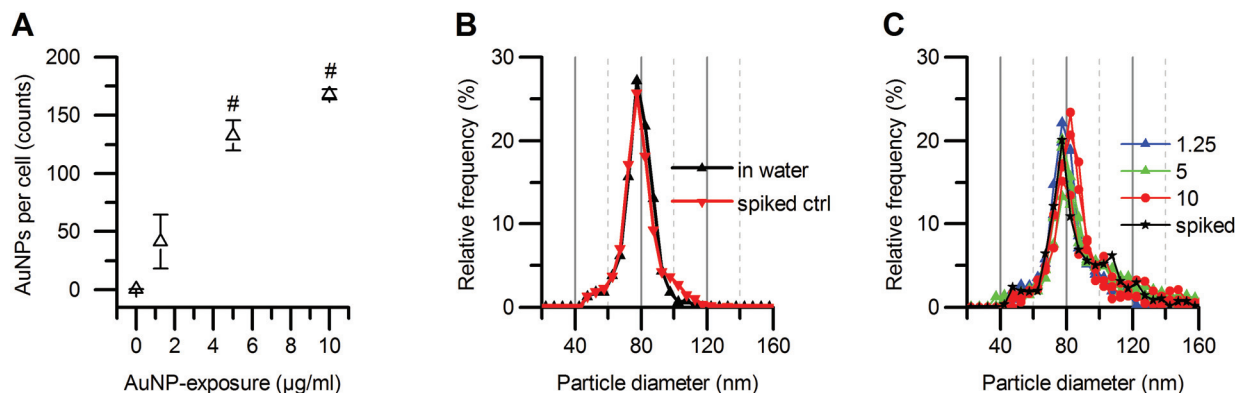 A
AuNPs per cell (counts)
200
150
100
50
0
#
#
0 2 4 6 8 10
AuNP-exposure (µg/ml)
B
Relative frequency (%)
30
20
10
0
in water
spiked ctrl
40 80 120 160
Particle diameter (nm)
C
Relative frequency (%)
30
20
10
0
1.25
5
10
spiked
40 80 120 160
Particle diameter (nm)